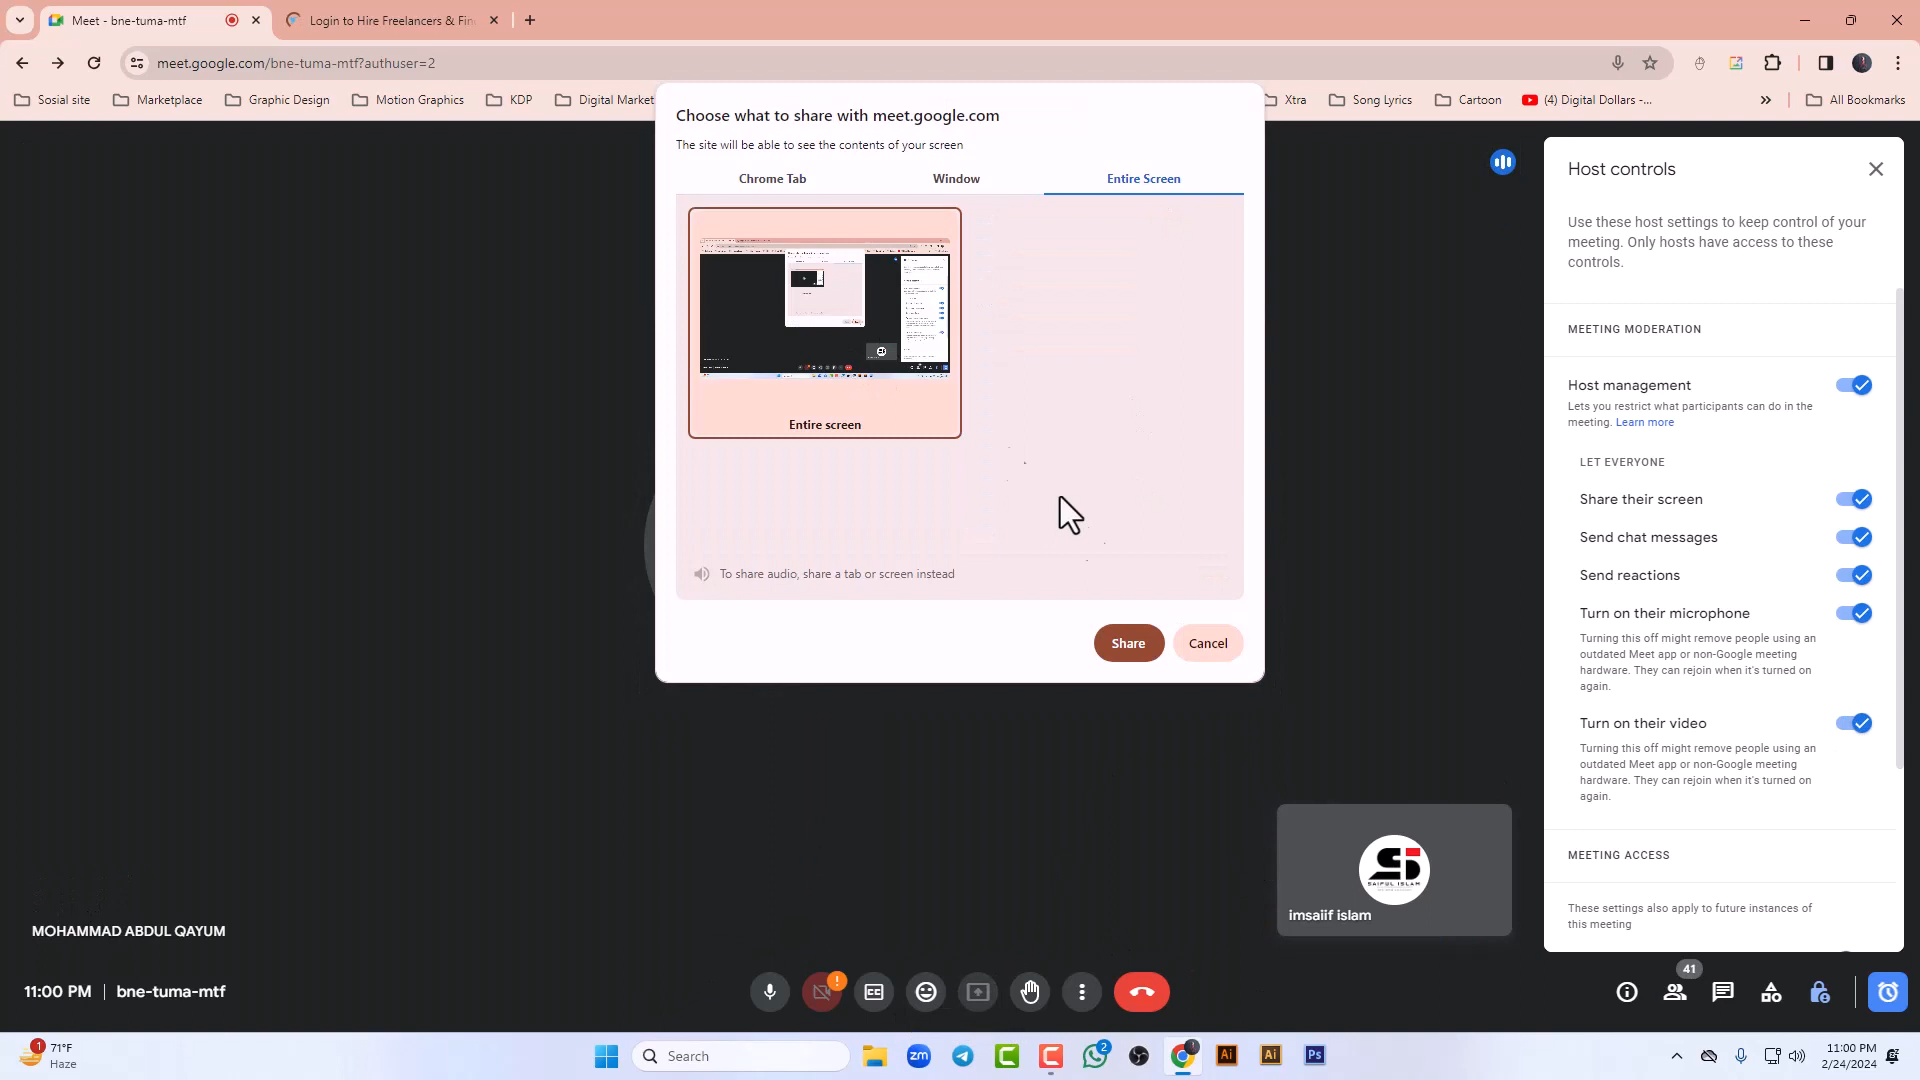 Meet - bne-tuma-mtf
Login to Hire Freelancers & Fin
meet.google.com/bne-tuma-mtf?authuser=2
Sosial site
Marketplace
Graphic Design
Motion Graphics
KDP
Digital Market
Xtra
Song Lyrics
Cartoon
(4) Digital Dollars -...
All Bookmarks
Choose what to share with meet.google.com
The site will be able to see the contents of your screen
Chrome Tab
Window
Entire Screen
Entire screen
To share audio, share a tab or screen instead
Share
Cancel
Host controls
Use these host settings to keep control of your
meeting. Only hosts have access to these
controls.
MEETING MODERATION
Host management
Lets you restrict what participants can do in the
meeting. Learn more
LET EVERYONE
Share their screen
Send chat messages
Send reactions
Turn on their microphone
Turning this off might remove people using an
outdated Meet app or non-Google meeting
hardware. They can rejoin when it's turned on
again.
Turn on their video
Turning this off might remove people using an
outdated Meet app or non-Google meeting
hardware. They can rejoin when it's turned on
again.
MEETING ACCESS
These settings also apply to future instances of
this meeting
SAIFUL ISLAM
imsaiif islam
MOHAMMAD ABDUL QAYUM
11:00 PM
bne-tuma-mtf
41
1
71°F
Haze
Search
zm
2
Ai
Ai
Ps
11:00 PM
2/24/2024